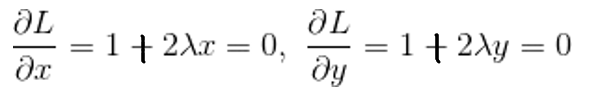 ∂L/∂x = 1 + 2λx = 0, ∂L/∂y = 1 + 2λy = 0